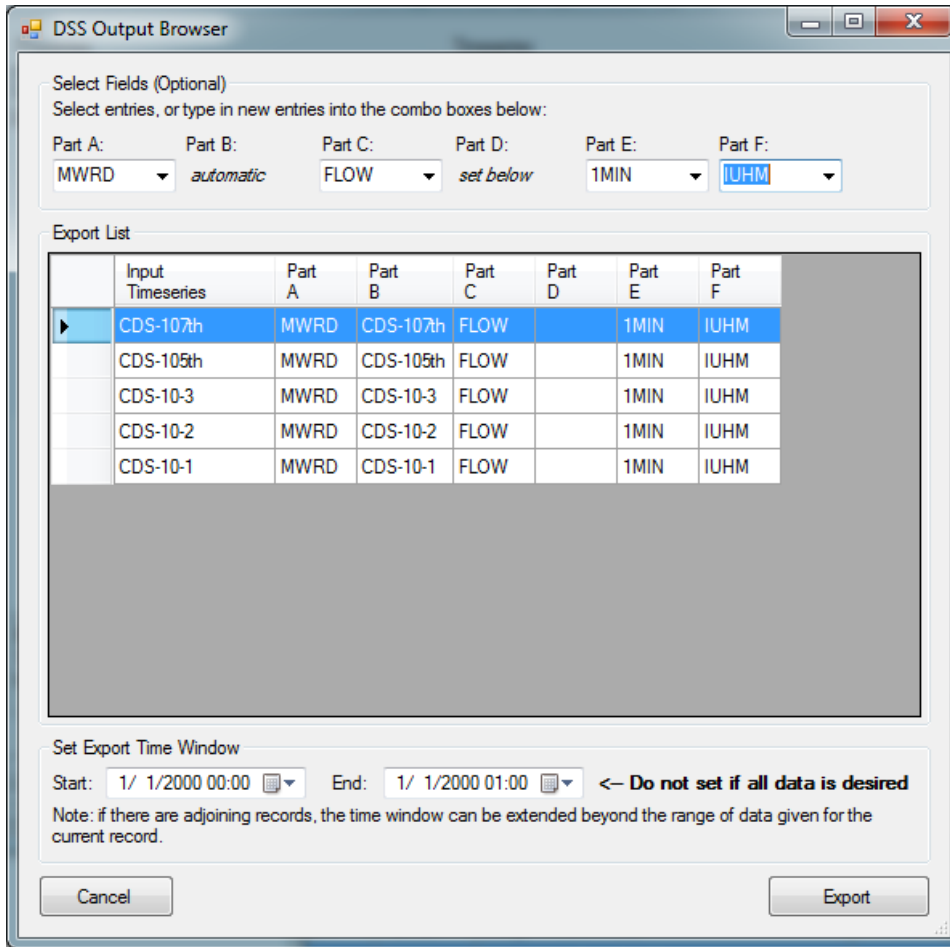 DSS Output Browser
Select Fields (Optional)
Select entries, or type in new entries into the combo boxes below:
Part A: Part B: Part C: Part D: Part E: Part F:
MWRD automatic FLOW set below 1MIN IUHM
Export List
Input Timeseries Part A Part B Part C Part D Part E Part F
CDS-107th MWRD CDS-107th FLOW 1MIN IUHM
CDS-105th MWRD CDS-105th FLOW 1MIN IUHM
CDS-10-3 MWRD CDS-10-3 FLOW 1MIN IUHM
CDS-10-2 MWRD CDS-10-2 FLOW 1MIN IUHM
CDS-10-1 MWRD CDS-10-1 FLOW 1MIN IUHM
Set Export Time Window
Start: 1/ 1/2000 00:00 End: 1/ 1/2000 01:00 <-- Do not set if all data is desired
Note: if there are adjoining records, the time window can be extended beyond the range of data given for the
current record.
Cancel Export